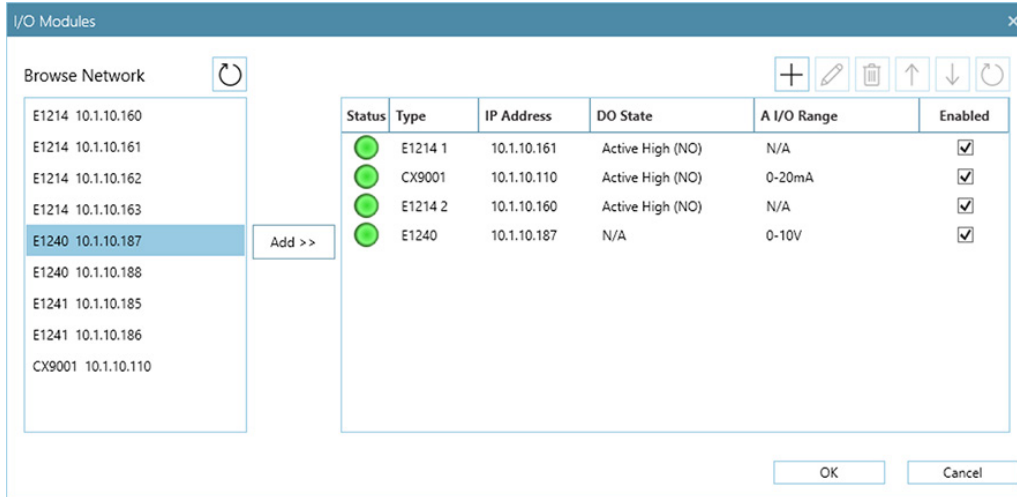 I/O Modules
Browse Network
E1214 10.1.10.160
E1214 10.1.10.161
E1214 10.1.10.162
E1214 10.1.10.163
E1240 10.1.10.187
E1240 10.1.10.188
E1241 10.1.10.185
E1241 10.1.10.186
CX9001 10.1.10.110
Add >>
Status Type IP Address DO State A I/O Range Enabled
E1214 1 10.1.10.161 Active High (NO) N/A
CX9001 10.1.10.110 Active High (NO) 0-20mA
E1214 2 10.1.10.160 Active High (NO) N/A
E1240 10.1.10.187 N/A 0-10V
OK Cancel